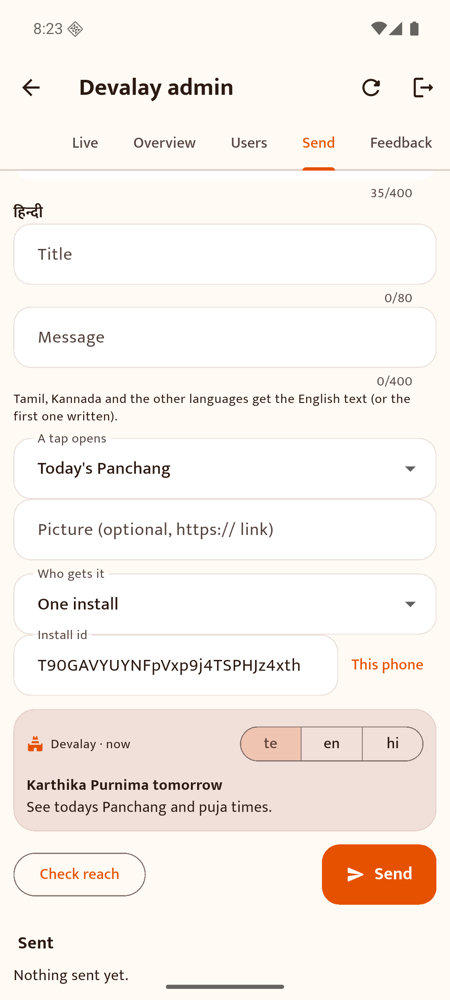 8:23
Devalay admin
Live Overview Users Send Feedback
35/400
हिन्दी
Title
0/80
Message
0/400
Tamil, Kannada and the other languages get the English text (or the
first one written).
A tap opens
Today's Panchang
Picture (optional, https:// link)
Who gets it
One install
Install id
T90GAVYUYNFpVxp9j4TSPHJz4xth
This phone
Devalay · now
te en hi
Karthika Purnima tomorrow
See todays Panchang and puja times.
Check reach
Send
Sent
Nothing sent yet.